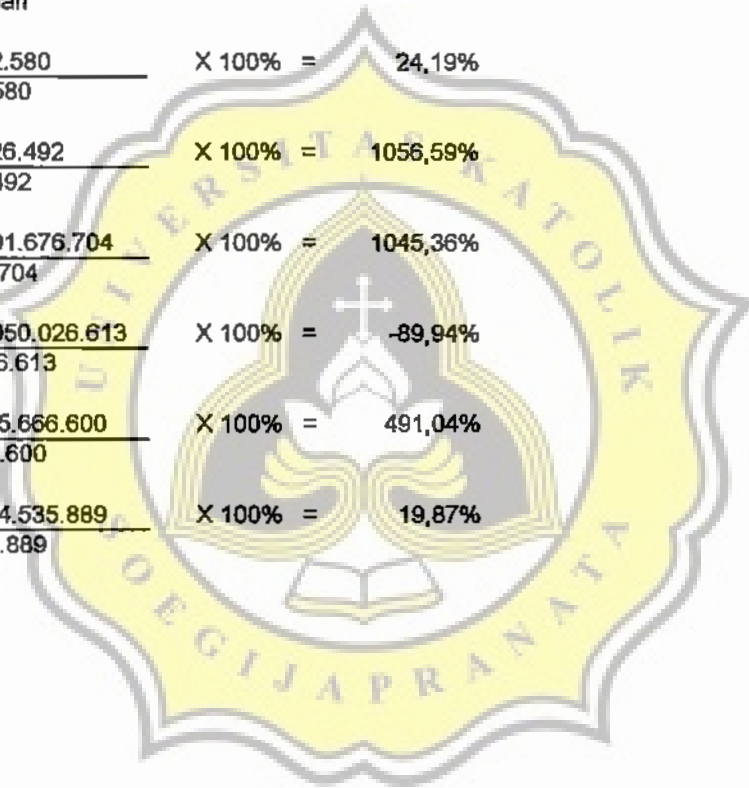 2.580 X 100% = 24,19%
580
26.492 X 100% = 1056,59%
492
91.676.704 X 100% = 1045,36%
704
950.026.613 X 100% = -89,94%
6.613
5.666.600 X 100% = 491,04%
.600
4.535.889 X 100% = 19,87%
.889
UNIVERSITAS KATOLIK
SOEGIJAPRANATA